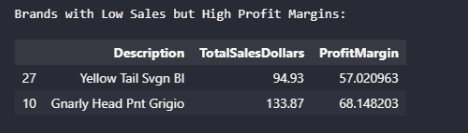 Brands with Low Sales but High Profit Margins:
Description TotalSalesDollars ProfitMargin
27 Yellow Tail Svgn Bl 94.93 57.020963
10 Gnarly Head Pnt Grigio 133.87 68.148203